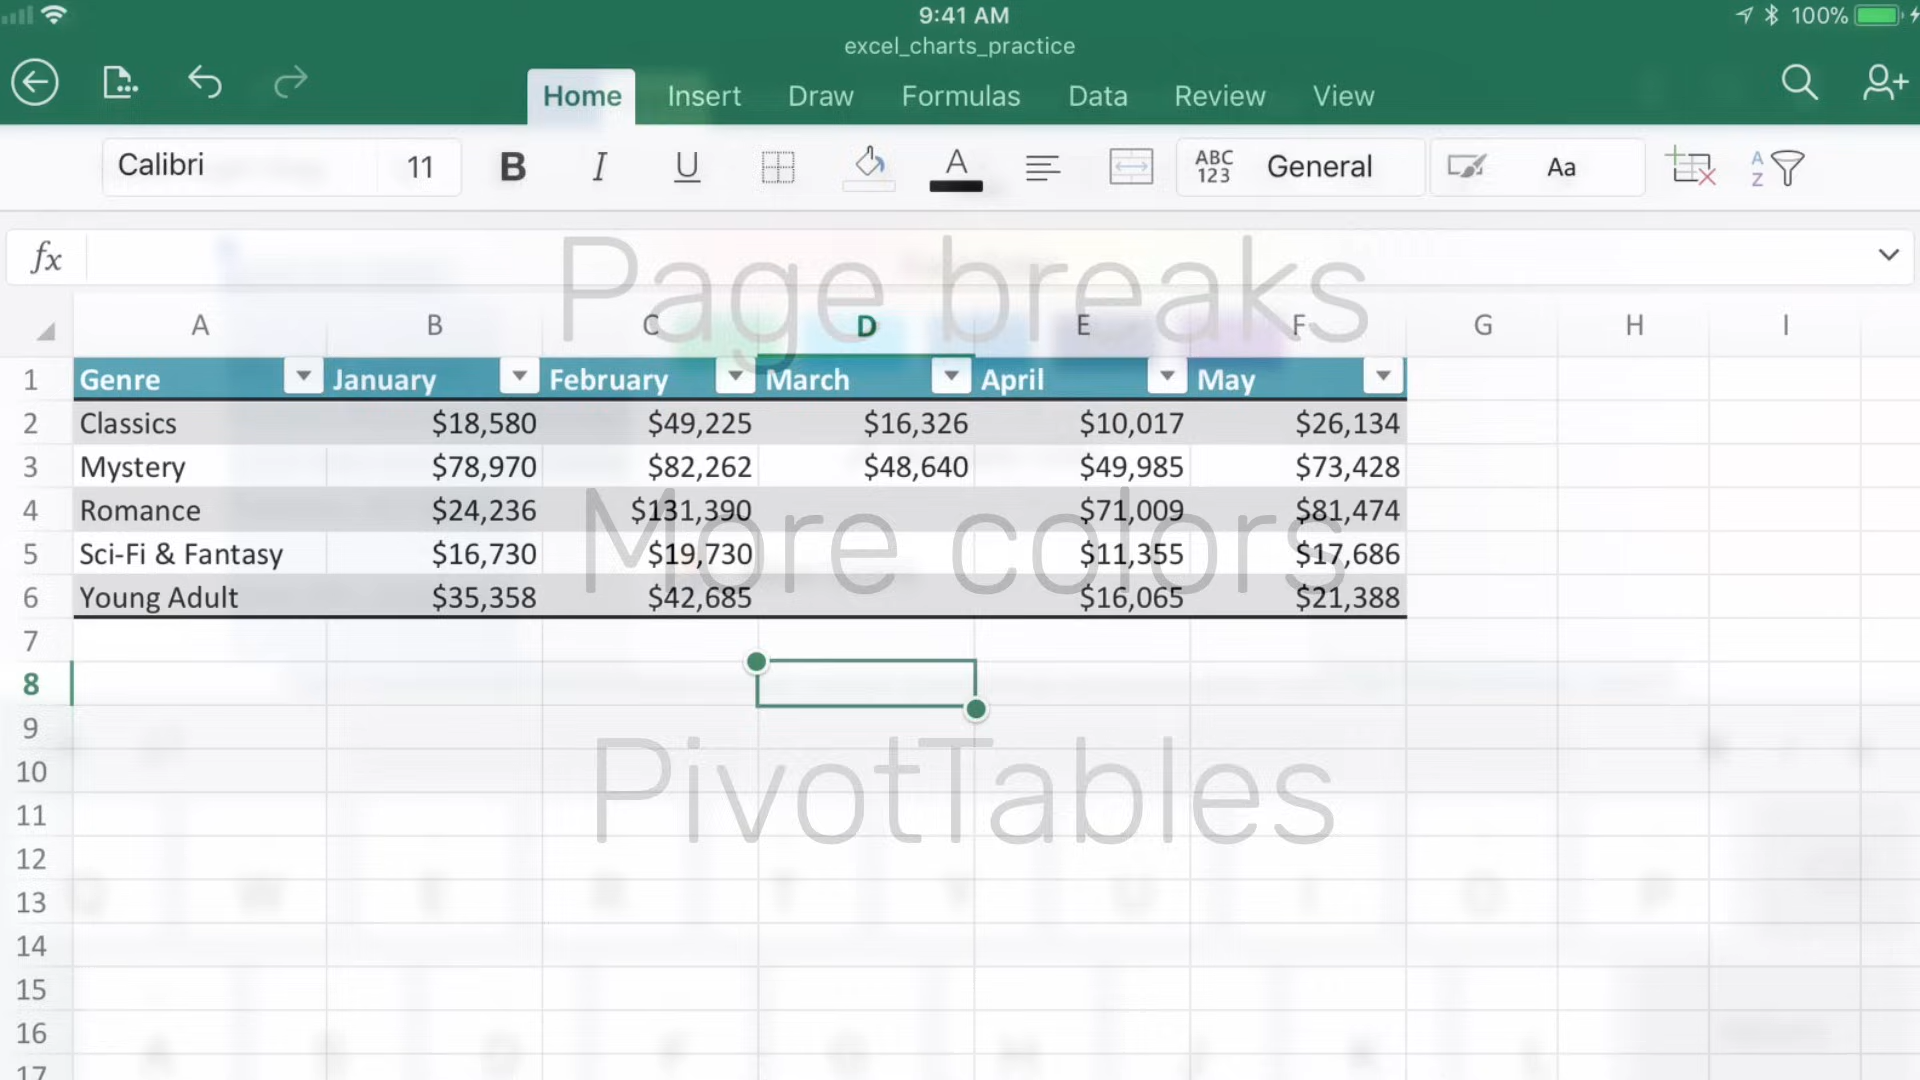 9:41 AM
100%
excel_charts_practice
Home Insert Draw Formulas Data Review View
Calibri 11 B I U A ABC 123 General Aa A Z
fx
Page breaks
A B C D E F G H I
1 Genre January February March April May
2 Classics $18,580 $49,225 $16,326 $10,017 $26,134
3 Mystery $78,970 $82,262 $48,640 $49,985 $73,428
4 Romance $24,236 $131,390 $71,009 $81,474
More colors
5 Sci-Fi & Fantasy $16,730 $19,730 $11,355 $17,686
6 Young Adult $35,358 $42,685 $16,065 $21,388
7
8
9
10
PivotTables
11
12
13
Q W E R T Y U I O P
14
15
16
A S D F G H J K L
17